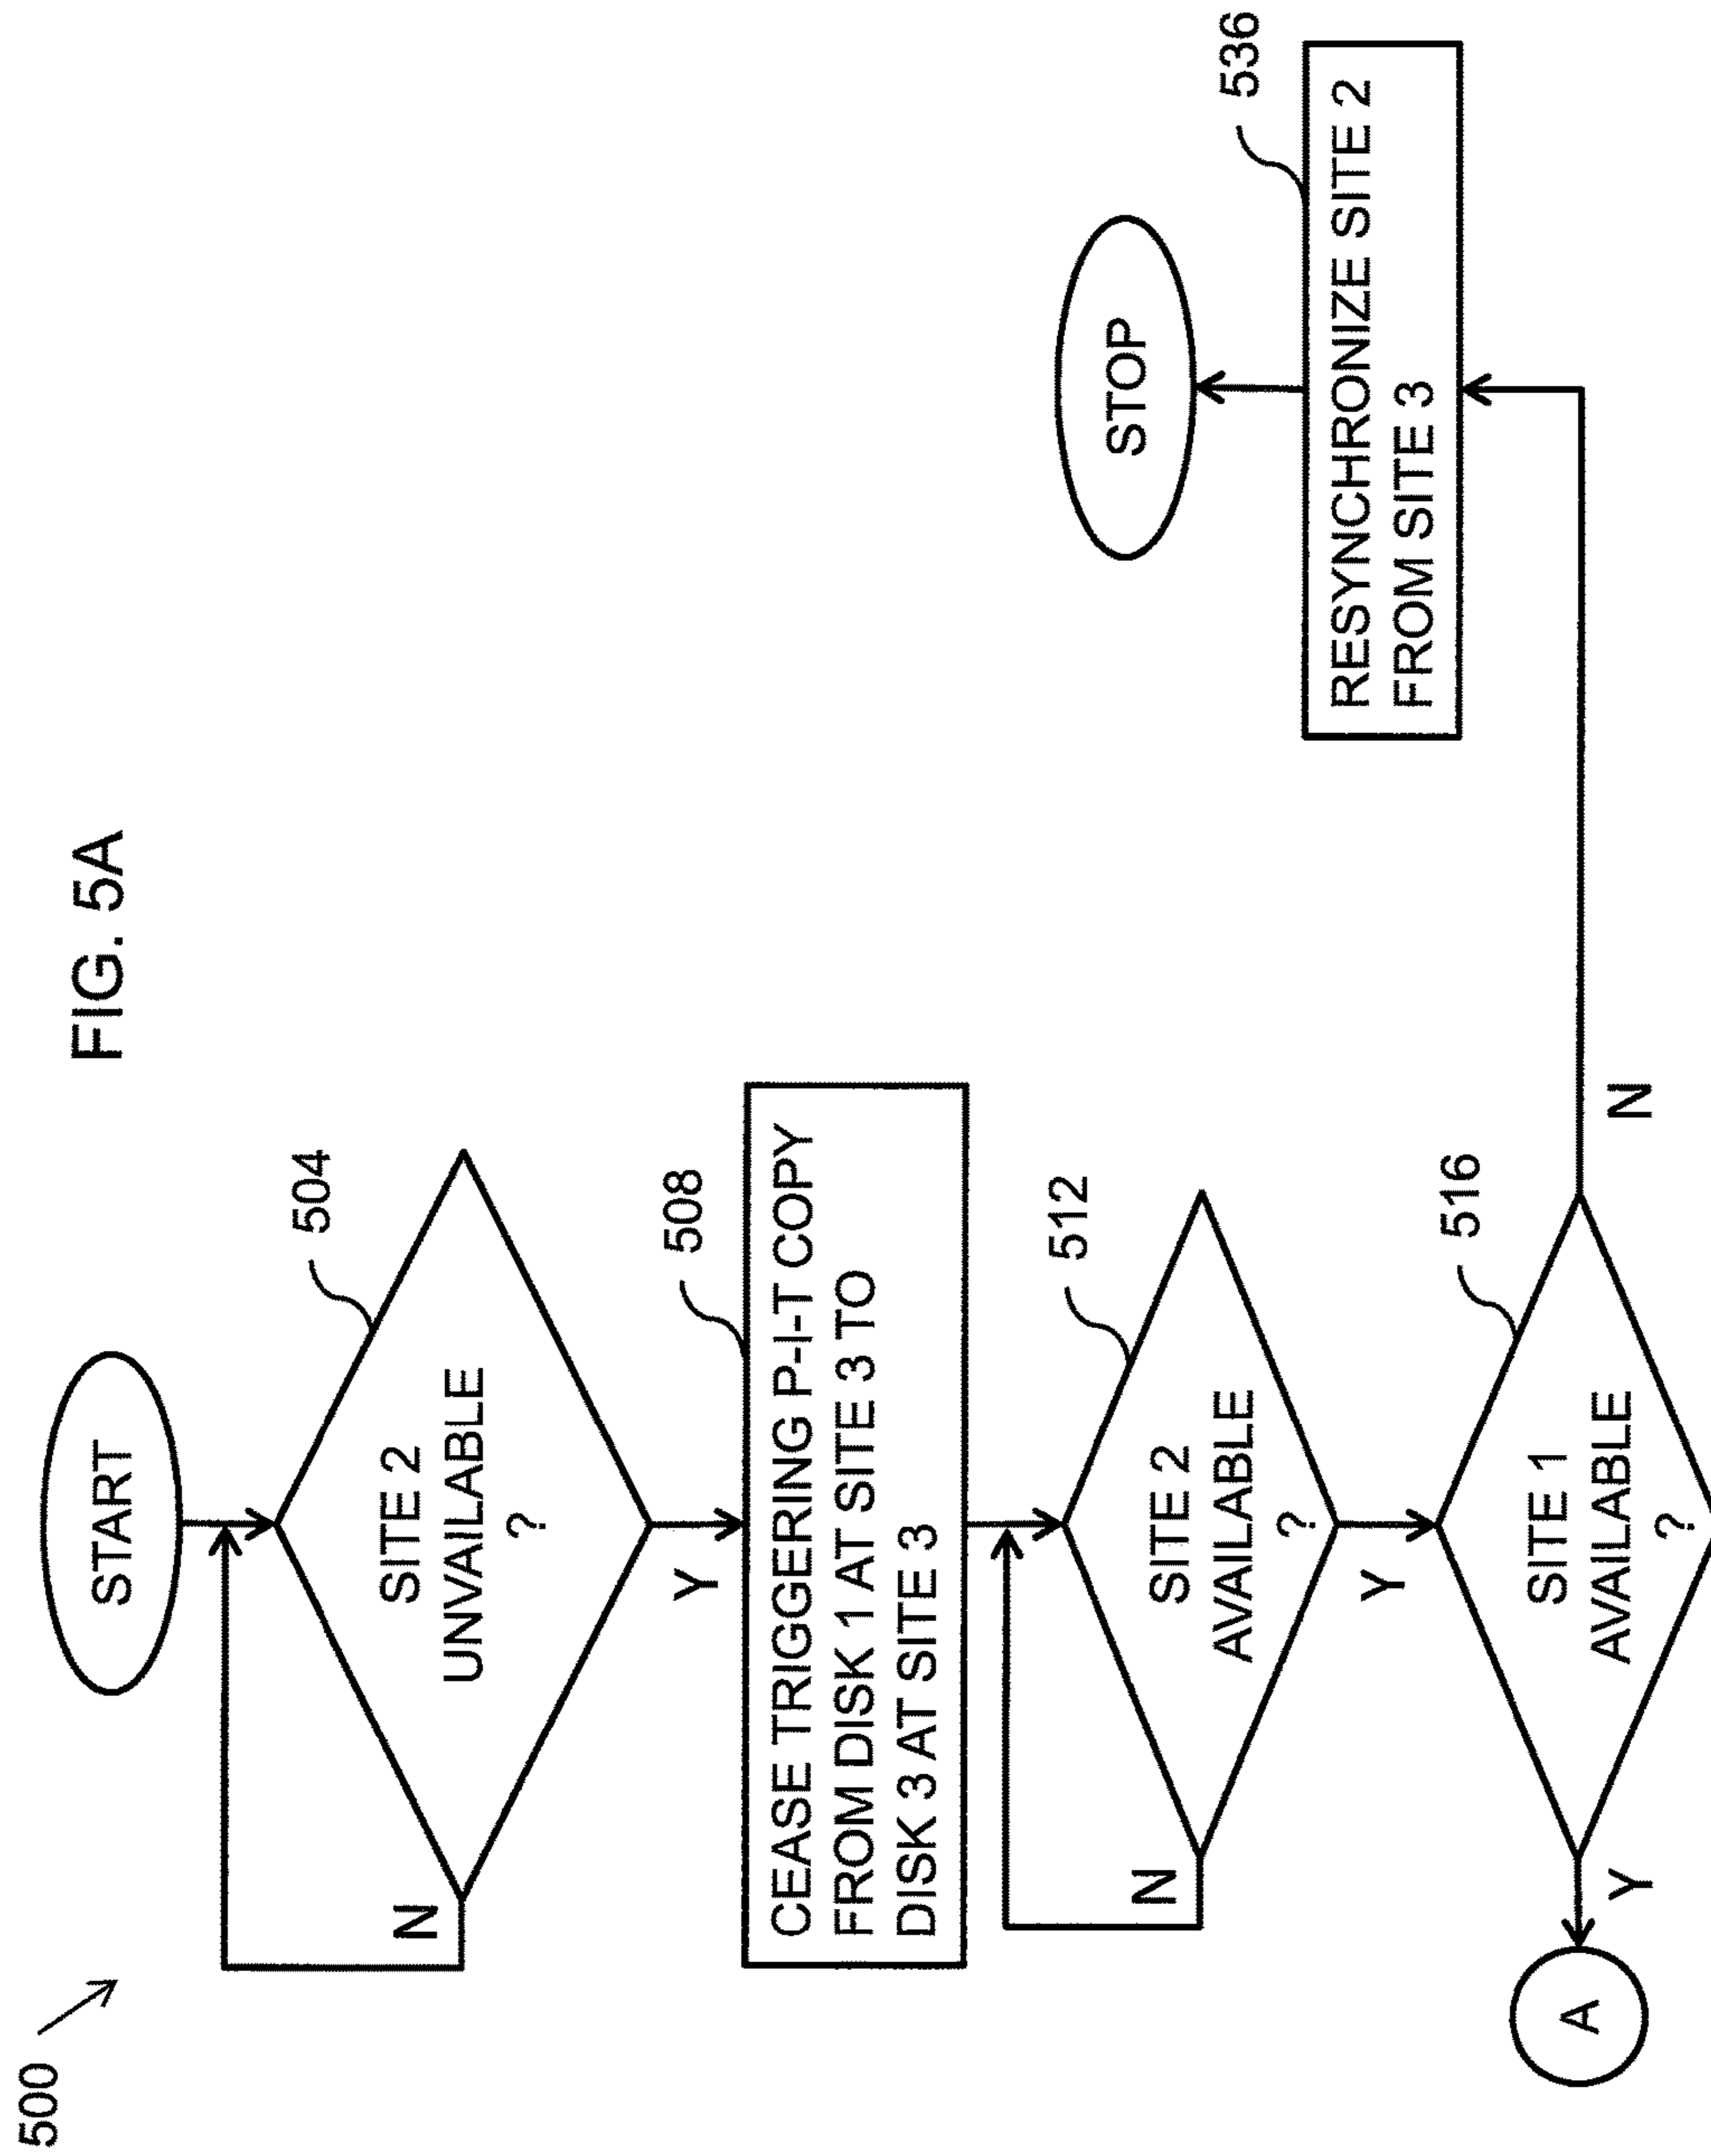 FIG. 5A
500
START
504
SITE 2
UNVAILABLE
?
N
Y
508
CEASE TRIGGERING P-I-T COPY
FROM DISK 1 AT SITE 3 TO
DISK 3 AT SITE 3
512
SITE 2
AVAILABLE
?
N
Y
516
SITE 1
AVAILABLE
?
Y
A
N
536
RESYNCHRONIZE SITE 2
FROM SITE 3
STOP